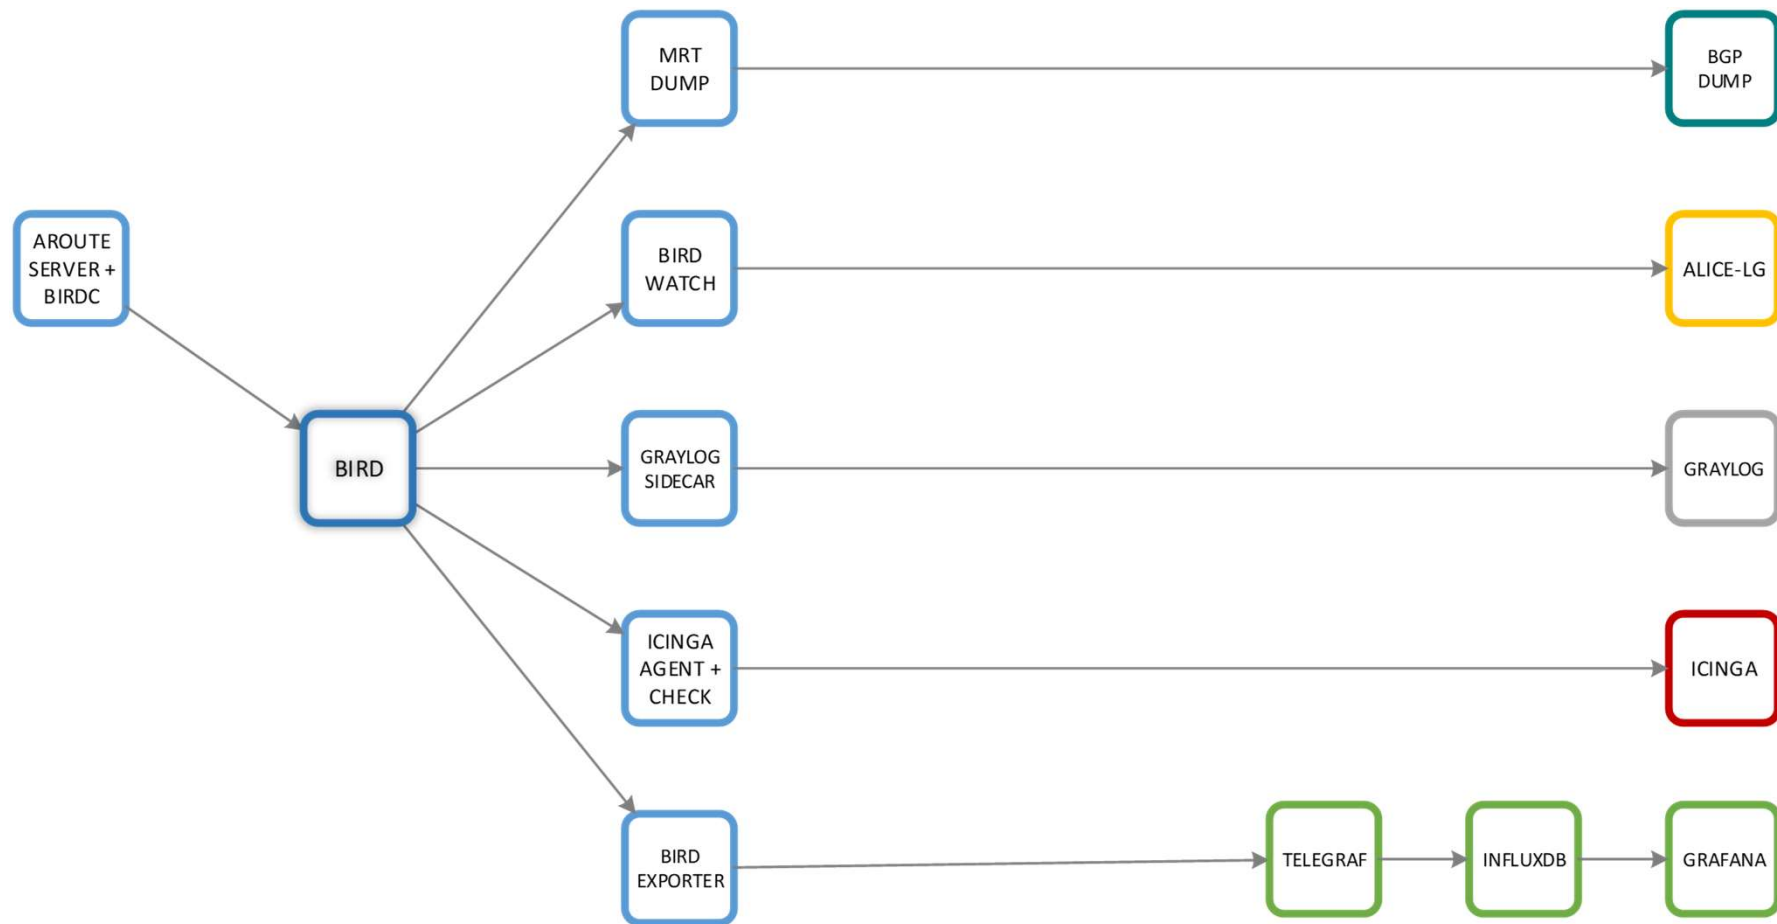 MRT
DUMP
BGP
DUMP
AROUTE
SERVER +
BIRDC
BIRD
WATCH
ALICE-LG
BIRD
GRAYLOG
SIDECAR
GRAYLOG
ICINGA
AGENT +
CHECK
ICINGA
BIRD
EXPORTER
TELEGRAF
INFLUXDB
GRAFANA